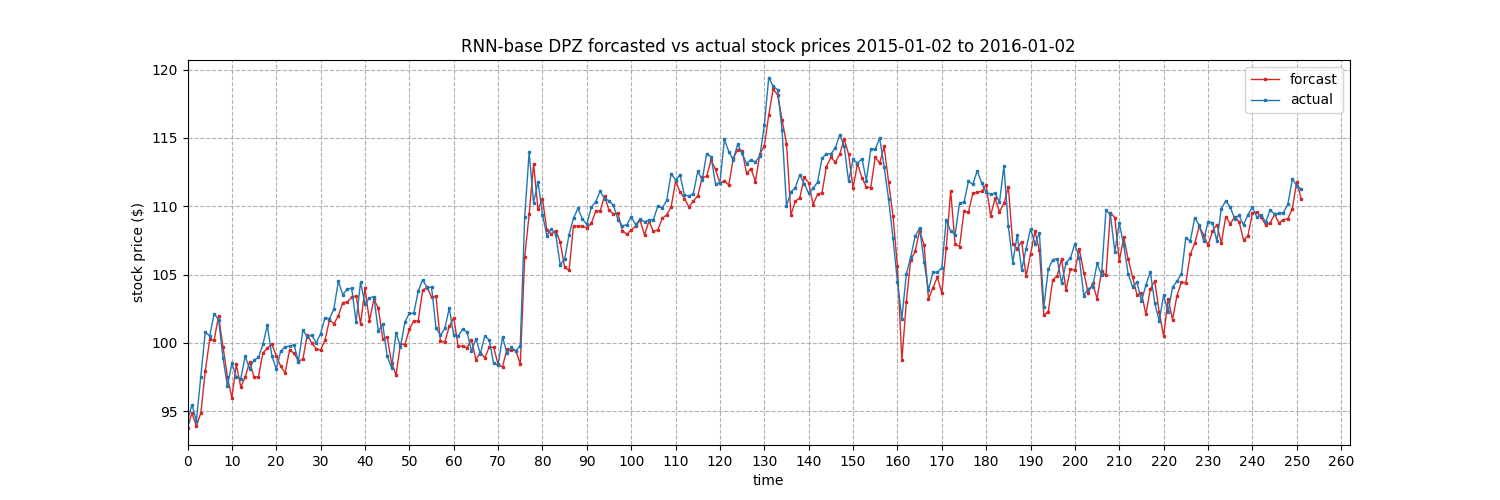 RNN-base DPZ forcasted vs actual stock prices 2015-01-02 to 2016-01-02
120
115
110
105
100
95
stock price ($)
forcast
actual
0 10 20 30 40 50 60 70 80 90 100 110 120 130 140 150 160 170 180 190 200 210 220 230 240 250 260
time